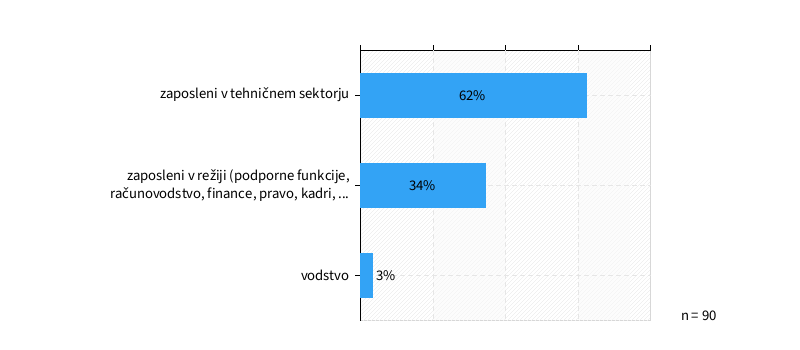 zaposleni v tehničnem sektorju
62%
zaposleni v režiji (podporne funkcije,
računovodstvo, finance, pravo, kadri, ...
34%
vodstvo
3%
n = 90